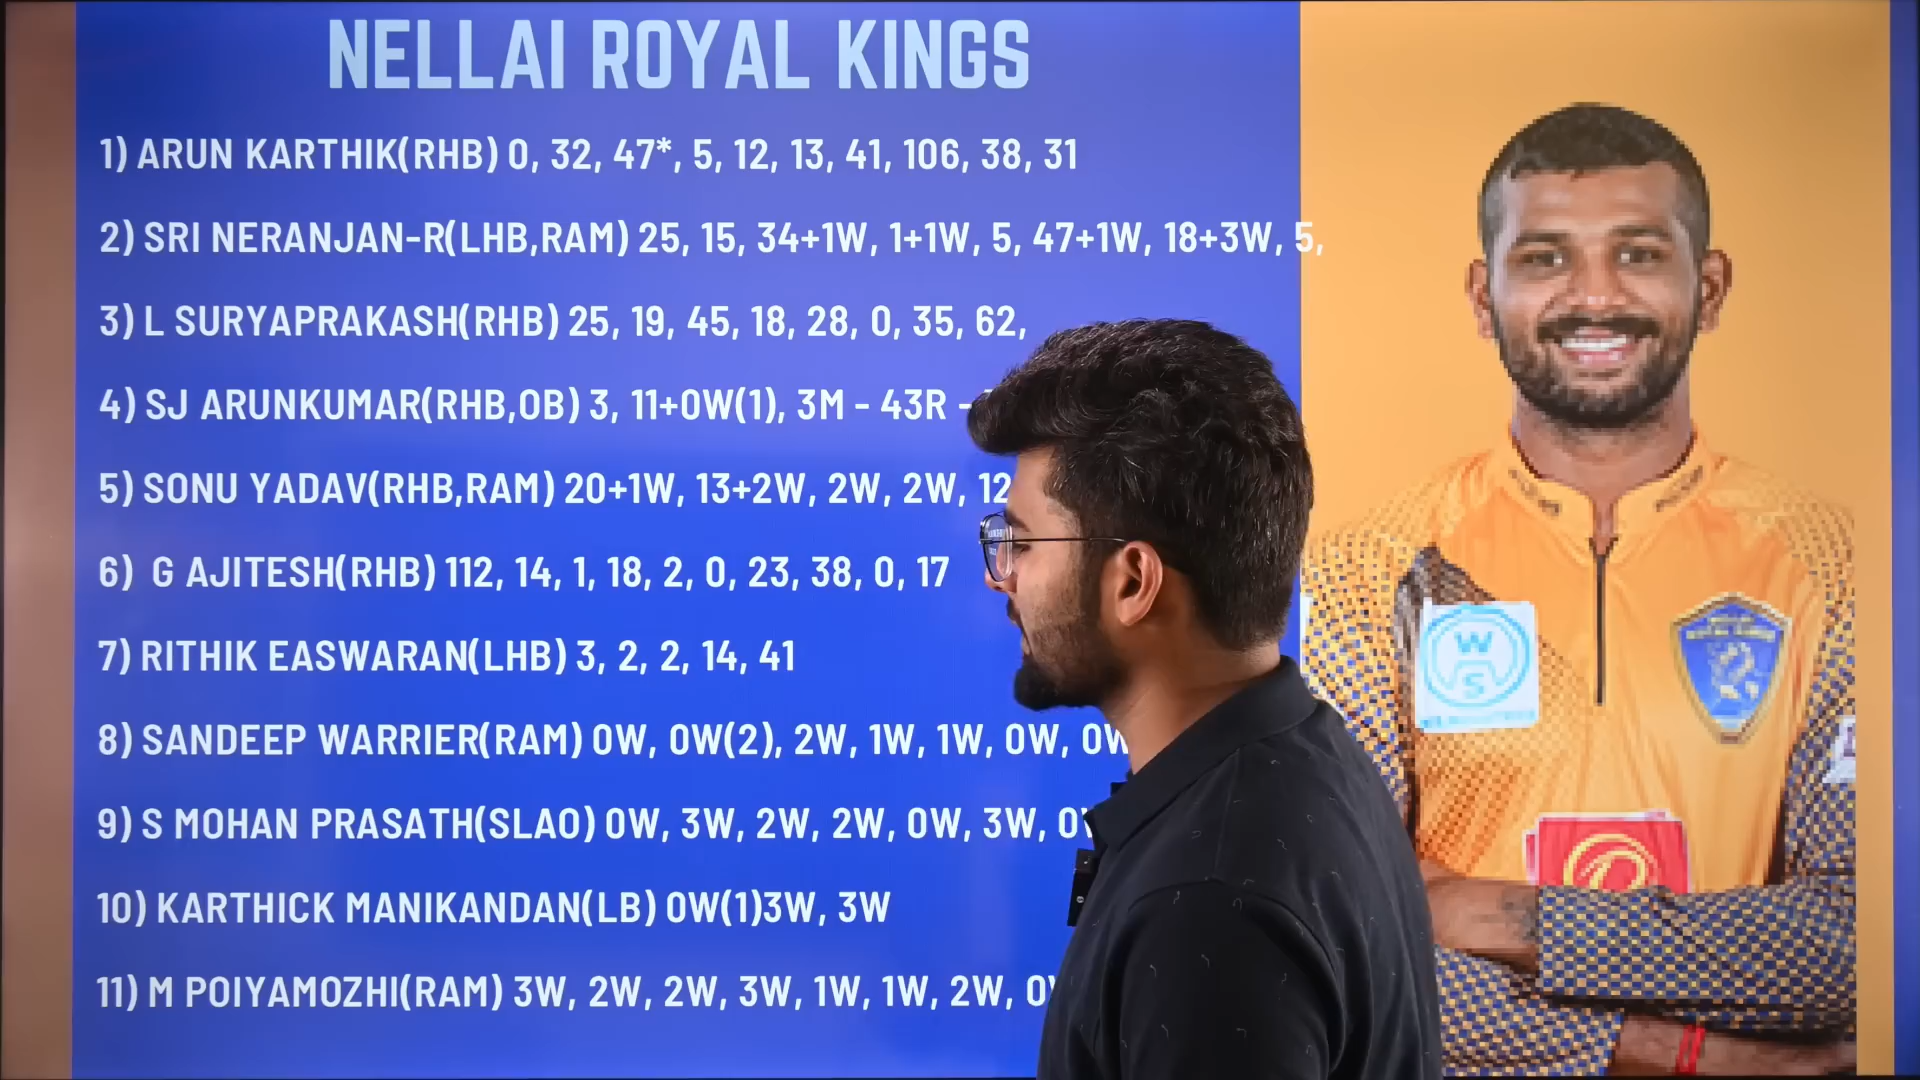 NELLAI ROYAL KINGS
1) ARUN KARTHIK(RHB) 0, 32, 47*, 5, 12, 13, 41, 106, 38, 31
2) SRI NERANJAN-R(LHB,RAM) 25, 15, 34+1W, 1+1W, 5, 47+1W, 18+3W, 5,
3) L SURYAPRAKASH(RHB) 25, 19, 45, 18, 28, 0, 35, 62,
4) SJ ARUNKUMAR(RHB,OB) 3, 11+0W(1), 3M - 43R -
5) SONU YADAV(RHB,RAM) 20+1W, 13+2W, 2W, 2W, 12
6) G AJITESH(RHB) 112, 14, 1, 18, 2, 0, 23, 38, 0, 17
7) RITHIK EASWARAN(LHB) 3, 2, 2, 14, 41
8) SANDEEP WARRIER(RAM) 0W, 0W(2), 2W, 1W, 1W, 0W, 0W
9) S MOHAN PRASATH(SLAO) 0W, 3W, 2W, 2W, 0W, 3W,
10) KARTHICK MANIKANDAN(LB) 0W(1)3W, 3W
11) M POIYAMOZHI(RAM) 3W, 2W, 2W, 3W, 1W, 1W, 2W,
W
S